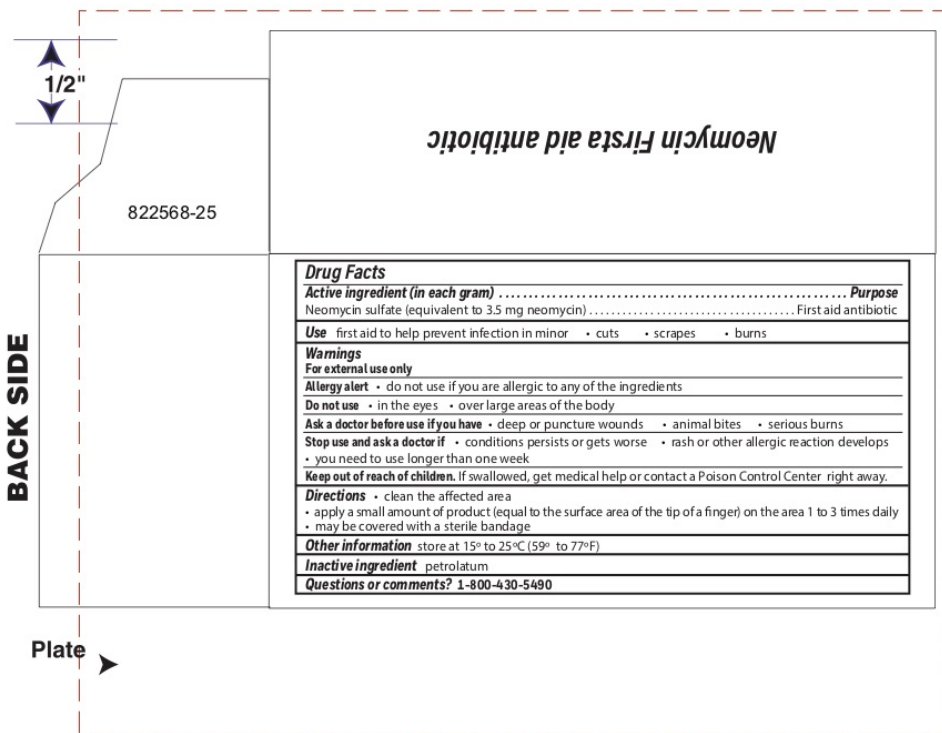 1/2"
Neomycin Firsta aid antibiotic
822568-25
BACK SIDE
Drug Facts
Active ingredient (in each gram) ............................................................ Purpose
Neomycin sulfate (equivalent to 3.5 mg neomycin) .................................... First aid antibiotic
Use first aid to help prevent infection in minor • cuts • scrapes • burns
Warnings
For external use only
Allergy alert • do not use if you are allergic to any of the ingredients
Do not use • in the eyes • over large areas of the body
Ask a doctor before use if you have • deep or puncture wounds • animal bites • serious burns
Stop use and ask a doctor if • conditions persists or gets worse • rash or other allergic reaction develops
• you need to use longer than one week
Keep out of reach of children. If swallowed, get medical help or contact a Poison Control Center right away.
Directions • clean the affected area
• apply a small amount of product (equal to the surface area of the tip of a finger) on the area 1 to 3 times daily
• may be covered with a sterile bandage
Other information store at 15º to 25ºC (59º to 77ºF)
Inactive ingredient petrolatum
Questions or comments? 1-800-430-5490
Plate